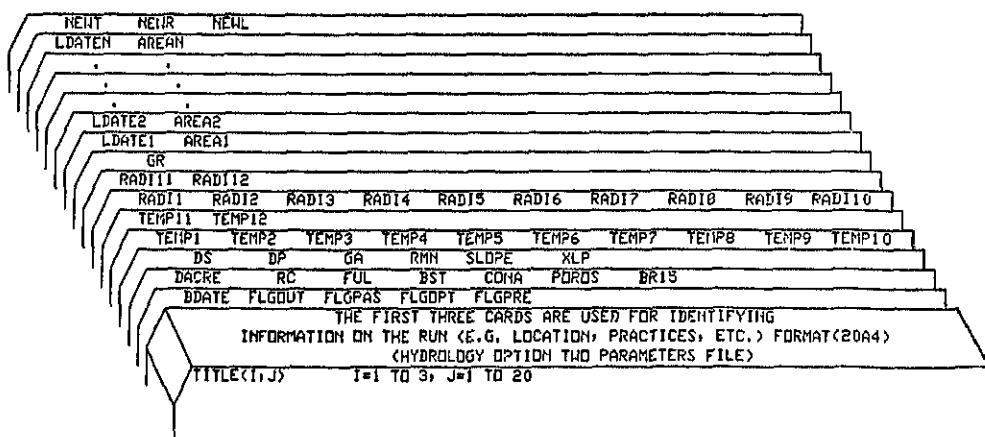 NEWT NEWR NEWL
LDATEN AREAN
. .
. .
. .
LDATE2 AREA2
LDATE1 AREA1
GR
RADI11 RADI12
RADI1 RADI2 RADI3 RADI4 RADI5 RADI6 RADI7 RADI8 RADI9 RADI10
TEMP11 TEMP12
TEMP1 TEMP2 TEMP3 TEMP4 TEMP5 TEMP6 TEMP7 TEMP8 TEMP9 TEMP10
DS DP GA RMN SLOPE XLP
DACRE RC FUL BST CONA POROS BR15
BDATE FLGOUT FLGPAS FLGOPT FLGPRE
THE FIRST THREE CARDS ARE USED FOR IDENTIFYING
INFORMATION ON THE RUN (E.G. LOCATION, PRACTICES, ETC.) FORMAT(20A4)
(HYDROLOGY OPTION TWO PARAMETERS FILE)
TITLE(I,J) I=1 TO 3, J=1 TO 20